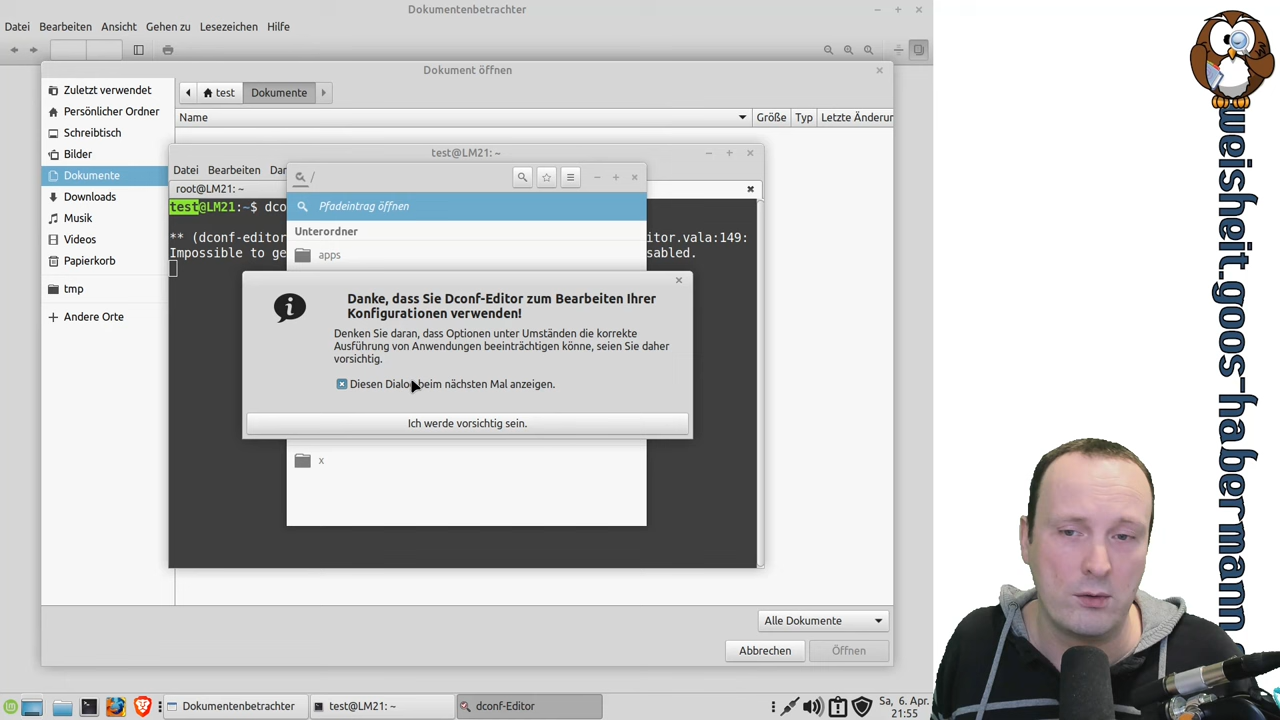 Dokumentenbetrachter
Datei Bearbeiten Ansicht Gehen zu Lesezeichen Hilfe
Dokument öffnen
Zuletzt verwendet
Persönlicher Ordner
Schreibtisch
Bilder
Dokumente
Downloads
Musik
Videos
Papierkorb
tmp
Andere Orte
test Dokumente
Name Größe Typ Letzte Änderun
test@LM21: ~
Datei Bearbeiten Dar
root@LM21: ~
test@LM21:~$ dco
** (dconf-editor itor.vala:149:
Impossible to ge sabled.
/
Pfadeintrag öffnen
Unterordner
apps
Danke, dass Sie Dconf-Editor zum Bearbeiten Ihrer
Konfigurationen verwenden!
Denken Sie daran, dass Optionen unter Umständen die korrekte
Ausführung von Anwendungen beeinträchtigen könne, seien Sie daher
vorsichtig.
Diesen Dialog beim nächsten Mal anzeigen.
Ich werde vorsichtig sein.
x
Alle Dokumente
Abbrechen Öffnen
Dokumentenbetrachter test@LM21: ~ dconf-Editor
Sa, 6. Apr.
21:55
weisheit.goos-habermann